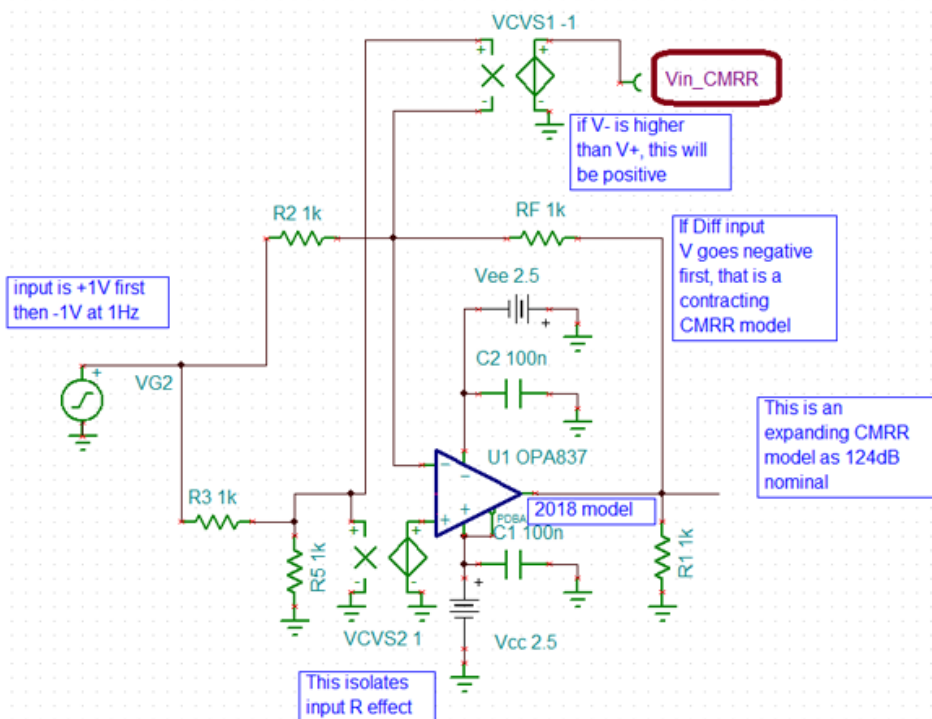 VCVS1 -1
Vin_CMRR
if V- is higher
than V+, this will
be positive
R2 1k
RF 1k
If Diff input
V goes negative
first, that is a
contracting
CMRR model
input is +1V first
then -1V at 1Hz
Vee 2.5
C2 100n
VG2
This is an
expanding CMRR
model as 124dB
nominal
U1 OPA837
R3 1k
2018 model
PDBA
C1 100n
R5 1k
R1 1k
VCVS2 1
Vcc 2.5
This isolates
input R effect